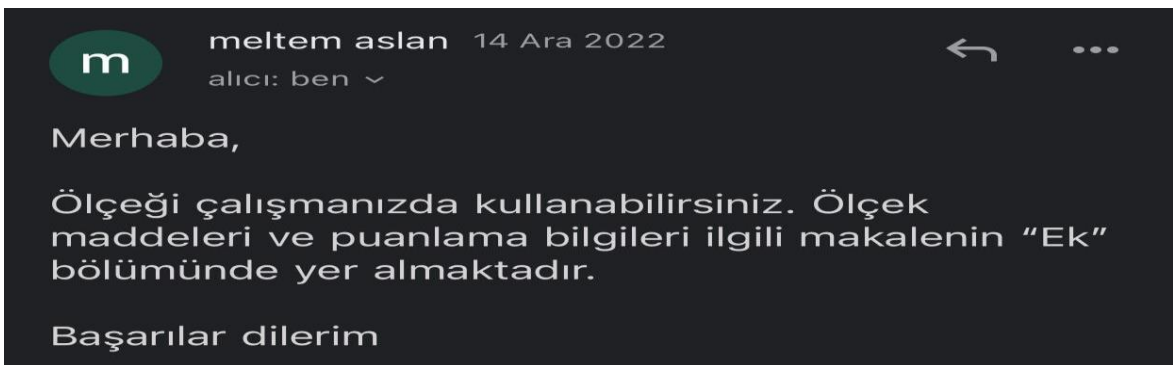 m
meltem aslan 14 Ara 2022
alıcı: ben
Merhaba,
Ölçeği çalışmanızda kullanabilirsiniz. Ölçek
maddeleri ve puanlama bilgileri ilgili makalenin “Ek”
bölümünde yer almaktadır.
Başarılar dilerim